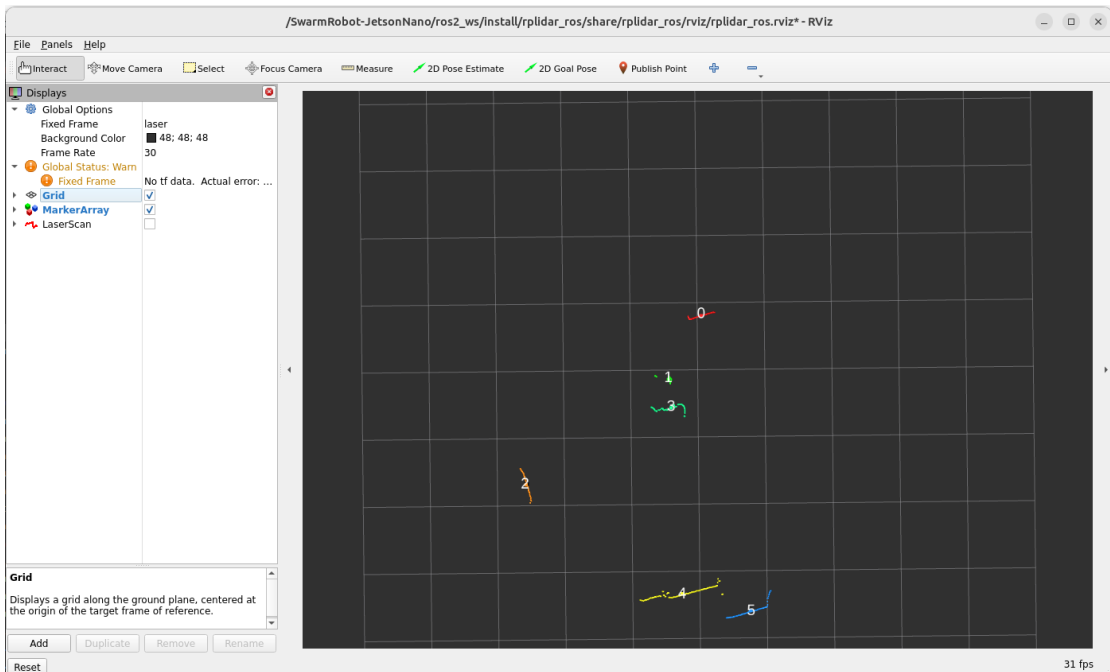 /SwarmRobot-JetsonNano/ros2_ws/install/rplidar_ros/share/rplidar_ros/rviz/rplidar_ros.rviz* - RViz
File Panels Help
Interact Move Camera Select Focus Camera Measure 2D Pose Estimate 2D Goal Pose Publish Point
Displays
Global Options
Fixed Frame laser
Background Color 48; 48; 48
Frame Rate 30
Global Status: Warn
Fixed Frame No tf data. Actual error: ...
Grid
MarkerArray
LaserScan
0
1
3
2
4
5
Grid
Displays a grid along the ground plane, centered at
the origin of the target frame of reference.
Add Duplicate Remove Rename
Reset
31 fps